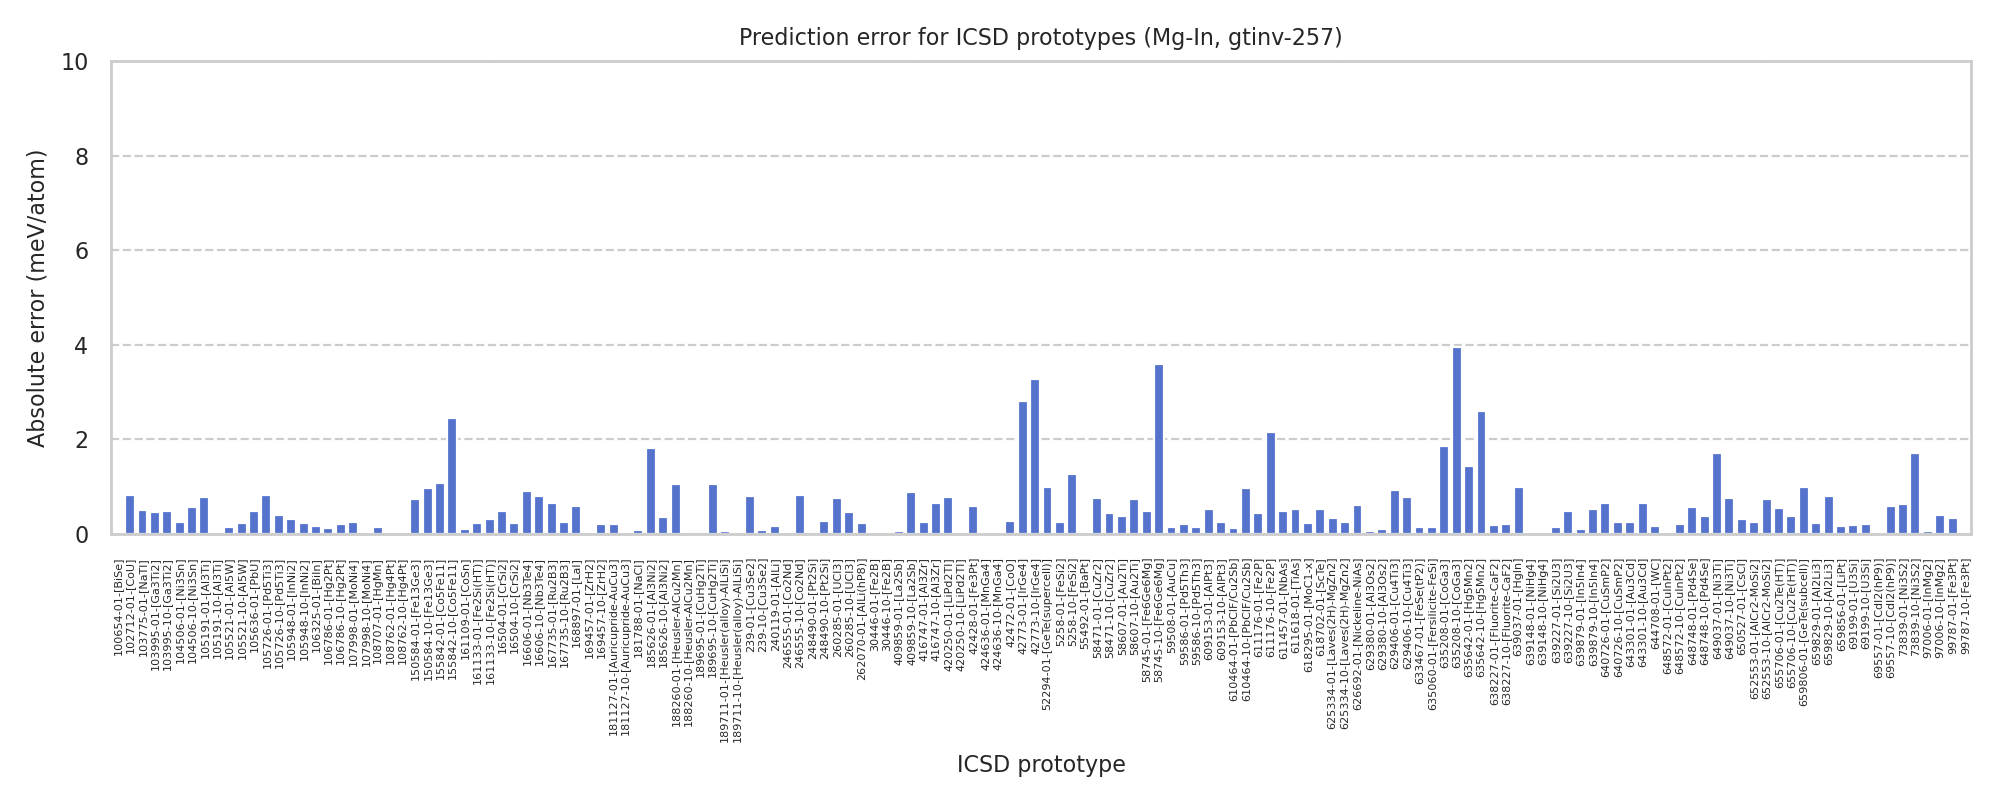 Prediction error for ICSD prototypes (Mg-In, gtinv-257)
Absolute error (meV/atom)
10
8
6
4
2
0
100654-01-[BiSe]
102712-01-[CoU]
103775-01-[NaTl]
103995-01-[Ga3Ti2]
103995-10-[Ga3Ti2]
104506-01-[Ni3Sn]
104506-10-[Ni3Sn]
105191-01-[Al3Ti]
105191-10-[Al3Ti]
105521-01-[Al5W]
105521-10-[Al5W]
105636-01-[PbU]
105726-01-[Pd5Ti3]
105726-10-[Pd5Ti3]
105948-01-[InNi2]
105948-10-[InNi2]
106325-01-[BiIn]
106786-01-[Hg2Pt]
106786-10-[Hg2Pt]
107998-01-[MoNi4]
107998-10-[MoNi4]
108707-01-[HgMn]
108762-01-[Hg4Pt]
108762-10-[Hg4Pt]
150584-01-[Fe13Ge3]
150584-10-[Fe13Ge3]
155842-01-[Co5Fe11]
155842-10-[Co5Fe11]
161109-01-[CoSn]
161133-01-[Fe2Si(HT)]
161133-10-[Fe2Si(HT)]
16504-01-[CrSi2]
16504-10-[CrSi2]
16606-01-[Nb3Te4]
16606-10-[Nb3Te4]
167735-01-[Ru2B3]
167735-10-[Ru2B3]
168897-01-[LaI]
169457-01-[ZrH2]
169457-10-[ZrH2]
181127-01-[Auricupride-AuCu3]
181127-10-[Auricupride-AuCu3]
181788-01-[NaCl]
185626-01-[Al3Ni2]
185626-10-[Al3Ni2]
188260-01-[Heusler-AlCu2Mn]
188260-10-[Heusler-AlCu2Mn]
189695-01-[CuHg2Ti]
189695-10-[CuHg2Ti]
189711-01-[Heusler(alloy)-AlLiSi]
189711-10-[Heusler(alloy)-AlLiSi]
239-01-[Cu3Se2]
239-10-[Cu3Se2]
240119-01-[AlLi]
246555-01-[Co2Nd]
246555-10-[Co2Nd]
248490-01-[Pt2Si]
248490-10-[Pt2Si]
260285-01-[UCl3]
260285-10-[UCl3]
262070-01-[AlLi(hP8)]
30446-01-[Fe2B]
30446-10-[Fe2B]
409859-01-[La2Sb]
409859-10-[La2Sb]
416747-01-[Al3Zr]
416747-10-[Al3Zr]
420250-01-[LiPd2Tl]
420250-10-[LiPd2Tl]
42428-01-[Fe3Pt]
424636-01-[MnGa4]
424636-10-[MnGa4]
42472-01-[CoO]
42773-01-[IrGe4]
42773-10-[IrGe4]
52294-01-[GeTe(supercell)]
5258-01-[FeSi2]
5258-10-[FeSi2]
55492-01-[BaPt]
58471-01-[CuZr2]
58471-10-[CuZr2]
58607-01-[Au2Ti]
58607-10-[Au2Ti]
58745-01-[Fe6Ge6Mg]
58745-10-[Fe6Ge6Mg]
59508-01-[AuCu]
59586-01-[Pd5Th3]
59586-10-[Pd5Th3]
609153-01-[AlPt3]
609153-10-[AlPt3]
610464-01-[PbClF/Cu2Sb]
610464-10-[PbClF/Cu2Sb]
611176-01-[Fe2P]
611176-10-[Fe2P]
611457-01-[NbAs]
611618-01-[TiAs]
618295-01-[MoC1-x]
618702-01-[ScTe]
625334-01-[Laves(2H)-MgZn2]
625334-10-[Laves(2H)-MgZn2]
626692-01-[Nickeline-NiAs]
629380-01-[Al3Os2]
629380-10-[Al3Os2]
629406-01-[Cu4Ti3]
629406-10-[Cu4Ti3]
633467-01-[FeSe(tP2)]
635060-01-[Fersilicite-FeSi]
635208-01-[CoGa3]
635208-10-[CoGa3]
635642-01-[Hg5Mn2]
635642-10-[Hg5Mn2]
638227-01-[Fluorite-CaF2]
638227-10-[Fluorite-CaF2]
639037-01-[HgIn]
639148-01-[NiHg4]
639148-10-[NiHg4]
639227-01-[Si2U3]
639227-10-[Si2U3]
639879-01-[In5In4]
639879-10-[In5In4]
640726-01-[CuSmP2]
640726-10-[CuSmP2]
643301-01-[Au3Cd]
643301-10-[Au3Cd]
644708-01-[WC]
648572-01-[CuInPt2]
648572-10-[CuInPt2]
648748-01-[Pd4Se]
648748-10-[Pd4Se]
649037-01-[Ni3Ti]
649037-10-[Ni3Ti]
650527-01-[CsCl]
652553-01-[AlCr2-MoSi2]
652553-10-[AlCr2-MoSi2]
655706-01-[Cu2Te(HT)]
655706-10-[Cu2Te(HT)]
659806-01-[GeTe(subcell)]
659829-01-[Al2Li3]
659829-10-[Al2Li3]
659856-01-[LiPt]
69199-01-[U3Si]
69199-10-[U3Si]
69557-01-[CdI2(hP9)]
69557-10-[CdI2(hP9)]
73839-01-[Ni3S2]
73839-10-[Ni3S2]
97006-01-[InMg2]
97006-10-[InMg2]
99787-01-[Fe3Pt]
99787-10-[Fe3Pt]
ICSD prototype